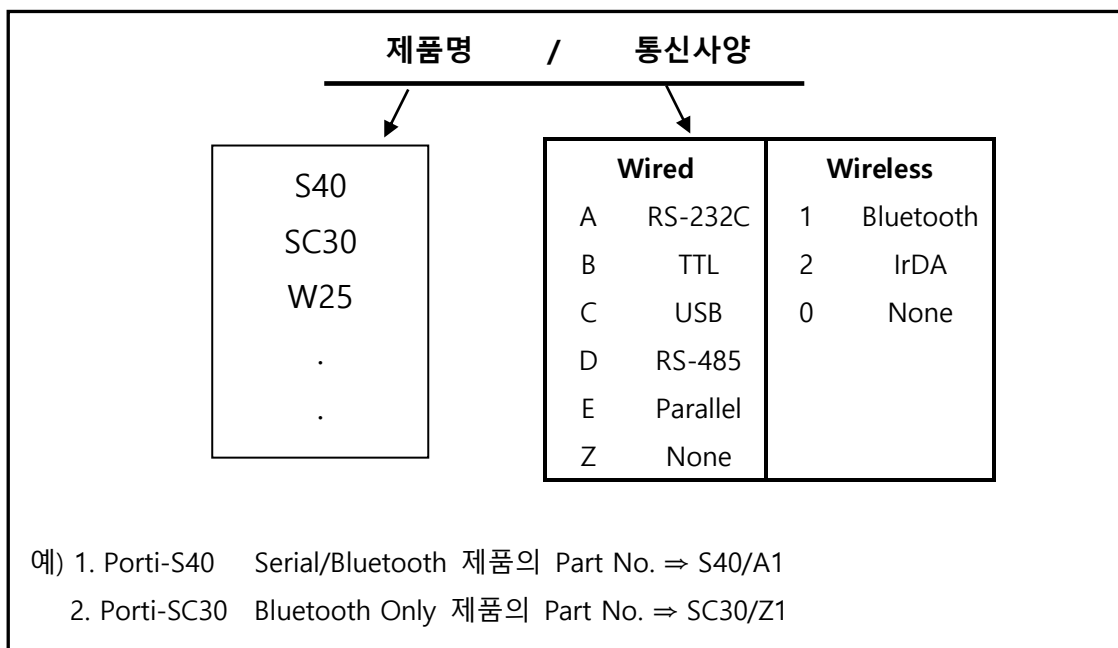 제품명 / 통신사양
S40
SC30
W25
.
.
Wired Wireless
A RS-232C 1 Bluetooth
B TTL 2 IrDA
C USB 0 None
D RS-485
E Parallel
Z None
예) 1. Porti-S40 Serial/Bluetooth 제품의 Part No. ⇒ S40/A1
2. Porti-SC30 Bluetooth Only 제품의 Part No. ⇒ SC30/Z1